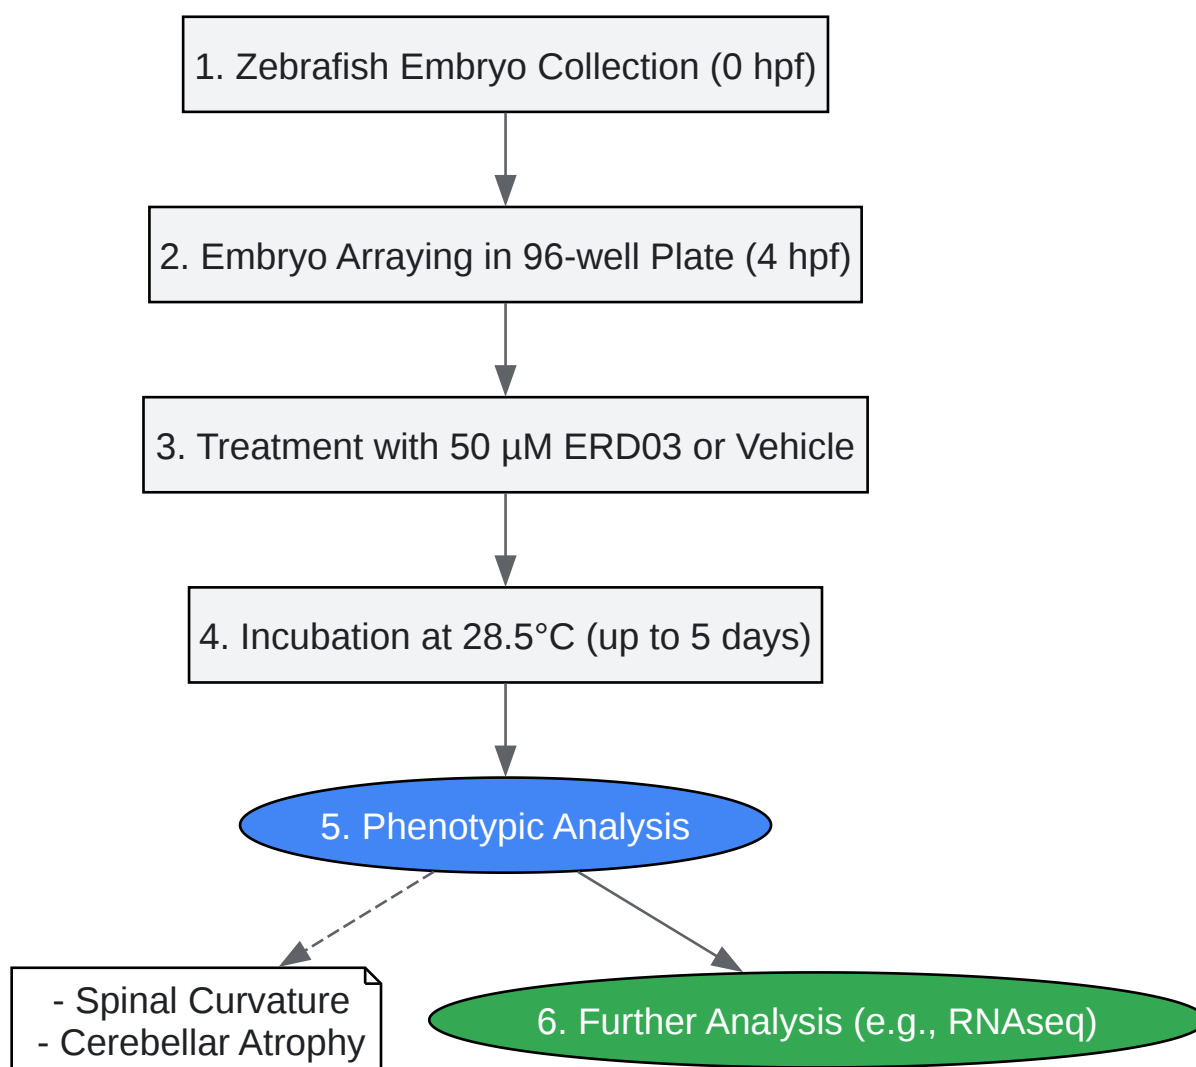 1. Zebrafish Embryo Collection (0 hpf)
2. Embryo Arraying in 96-well Plate (4 hpf)
3. Treatment with 50 µM ERD03 or Vehicle
4. Incubation at 28.5°C (up to 5 days)
5. Phenotypic Analysis
- Spinal Curvature
- Cerebellar Atrophy
6. Further Analysis (e.g., RNAseq)